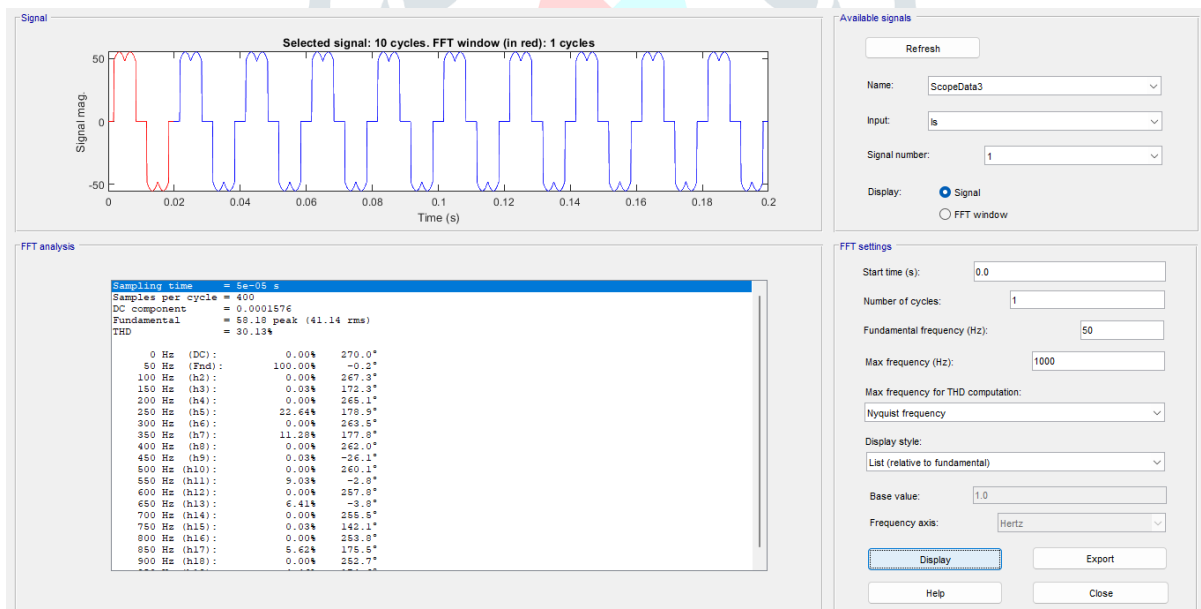 Signal
Selected signal: 10 cycles. FFT window (in red): 1 cycles
50
0
-50
Signal mag.
0 0.02 0.04 0.06 0.08 0.1 0.12 0.14 0.16 0.18 0.2
Time (s)
Available signals
Refresh
Name: ScopeData3
Input: Is
Signal number: 1
Display: Signal
FFT window
FFT analysis
Sampling time = 5e-05 s
Samples per cycle = 400
DC component = 0.0001576
Fundamental = 58.18 peak (41.14 rms)
THD = 30.13%
0 Hz (DC): 0.00% 270.0°
50 Hz (Fnd): 100.00% -0.2°
100 Hz (h2): 0.00% 267.3°
150 Hz (h3): 0.03% 172.3°
200 Hz (h4): 0.00% 265.1°
250 Hz (h5): 22.64% 178.9°
300 Hz (h6): 0.00% 263.5°
350 Hz (h7): 11.28% 177.8°
400 Hz (h8): 0.00% 262.0°
450 Hz (h9): 0.03% -26.1°
500 Hz (h10): 0.00% 260.1°
550 Hz (h11): 9.03% -2.8°
600 Hz (h12): 0.00% 257.8°
650 Hz (h13): 6.41% -3.8°
700 Hz (h14): 0.00% 255.5°
750 Hz (h15): 0.03% 142.1°
800 Hz (h16): 0.00% 253.8°
850 Hz (h17): 5.62% 175.5°
900 Hz (h18): 0.00% 252.7°
FFT settings
Start time (s): 0.0
Number of cycles: 1
Fundamental frequency (Hz): 50
Max frequency (Hz): 1000
Max frequency for THD computation:
Nyquist frequency
Display style:
List (relative to fundamental)
Base value: 1.0
Frequency axis: Hertz
Display Export
Help Close